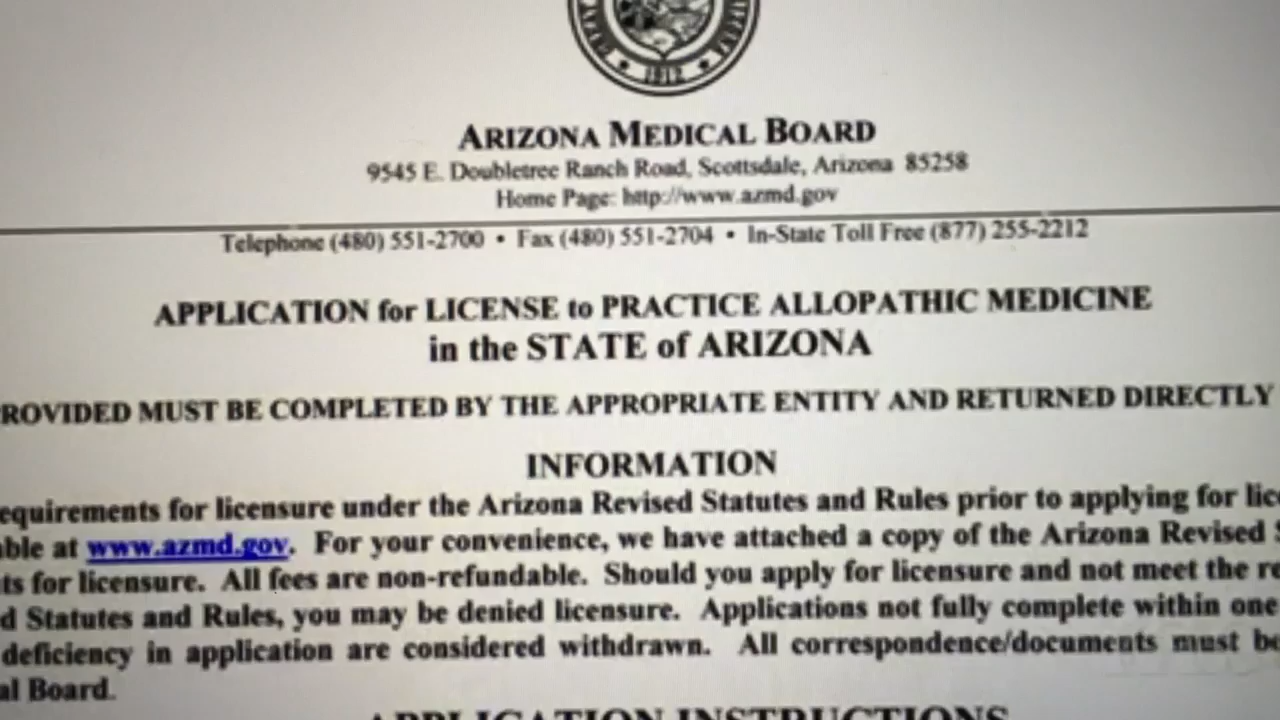 1912
ARIZONA MEDICAL BOARD
9545 E. Doubletree Ranch Road, Scottsdale, Arizona 85258
Home Page: http://www.azmd.gov
Telephone (480) 551-2700 • Fax (480) 551-2704 • In-State Toll Free (877) 255-2212
APPLICATION for LICENSE to PRACTICE ALLOPATHIC MEDICINE
in the STATE of ARIZONA
ROVIDED MUST BE COMPLETED BY THE APPROPRIATE ENTITY AND RETURNED DIRECTLY
INFORMATION
equirements for licensure under the Arizona Revised Statutes and Rules prior to applying for lic
ble at www.azmd.gov. For your convenience, we have attached a copy of the Arizona Revised S
ts for licensure. All fees are non-refundable. Should you apply for licensure and not meet the re
d Statutes and Rules, you may be denied licensure. Applications not fully complete within one
deficiency in application are considered withdrawn. All correspondence/documents must be
al Board.
APPLICATION INSTRUCTIONS